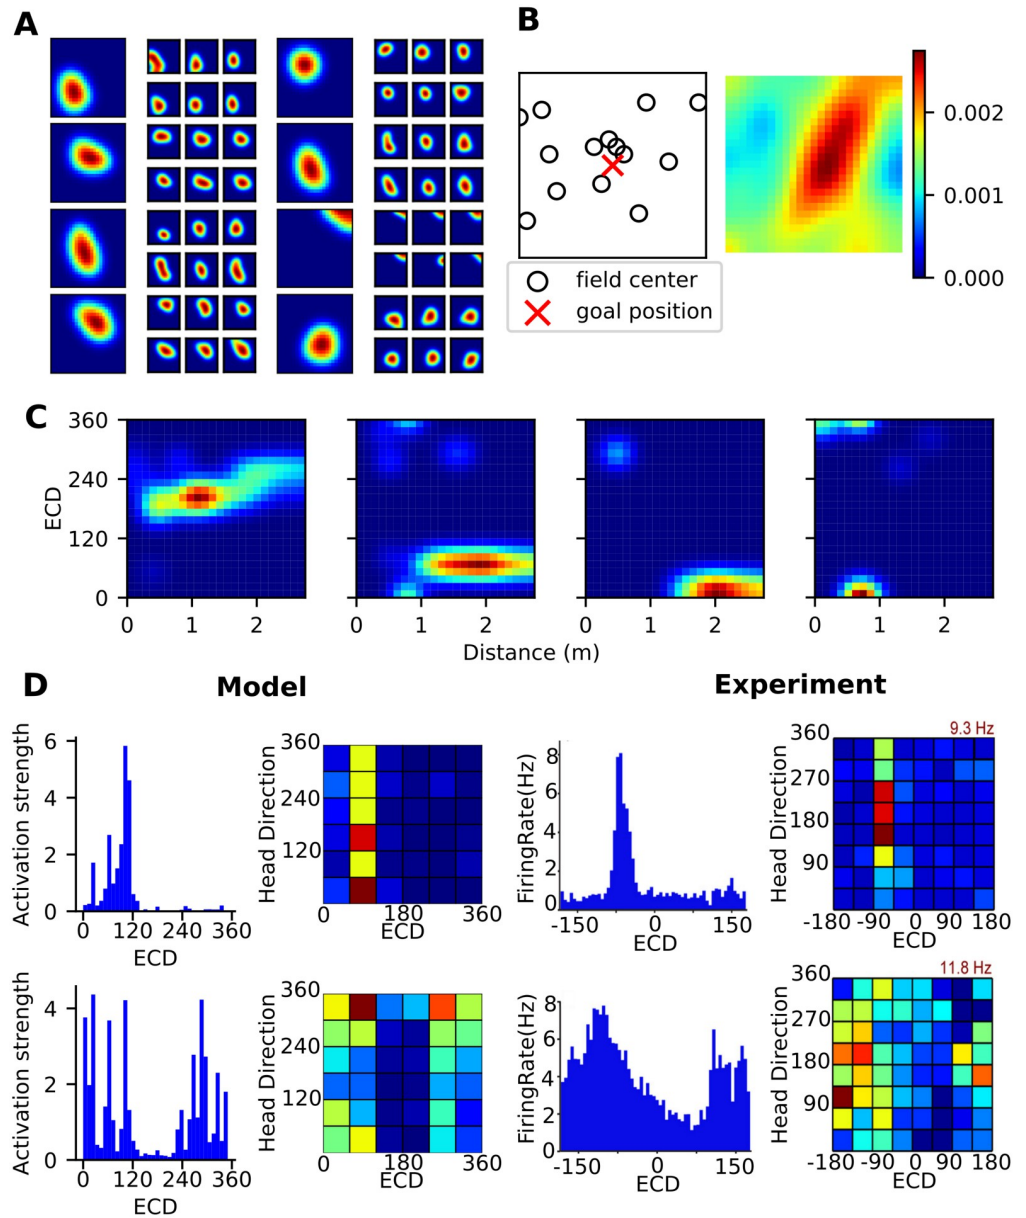 A
B
0.002
0.001
0.000
field center
goal position
C
360
240
120
0
ECD
0 1 2
0 1 2
0 1 2
0 1 2
Distance (m)
D
Model
Experiment
Activation strength
6
4
2
0
0 120 240 360
ECD
Head Direction
360
240
120
0 180 360
FiringRate(Hz)
8
6
4
2
0
-150 0 150
ECD
9.3 Hz
Head Direction
360
270
180
90
-180 -90 0 90 180
ECD
Activation strength
4
2
0
0 120 240 360
ECD
Head Direction
360
240
120
0 180 360
FiringRate(Hz)
8
6
4
2
0
-150 0 150
ECD
11.8 Hz
Head Direction
360
270
180
90
-180 -90 0 90 180
ECD